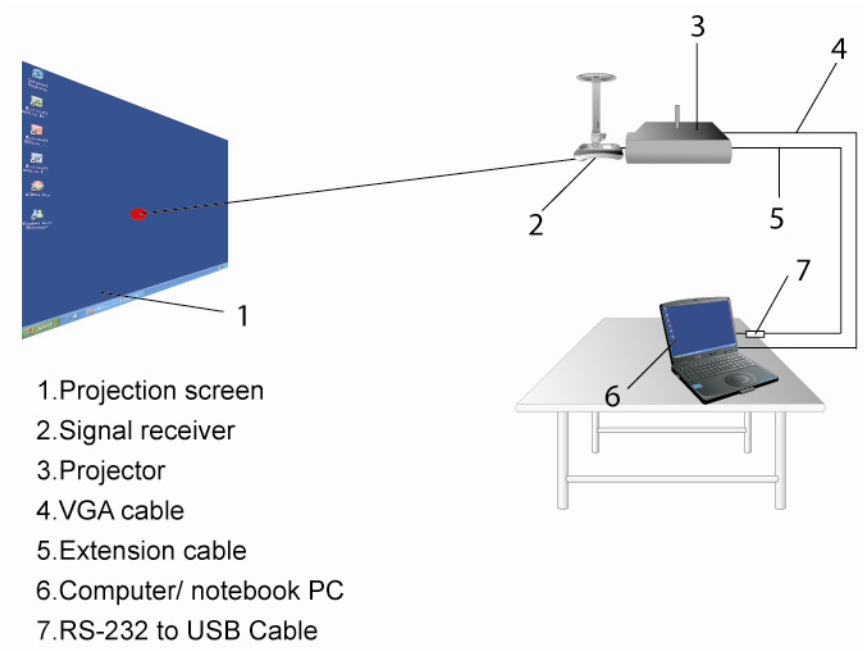 3
4
2
5
7
1
6
1.Projection screen
2.Signal receiver
3.Projector
4.VGA cable
5.Extension cable
6.Computer/ notebook PC
7.RS-232 to USB Cable